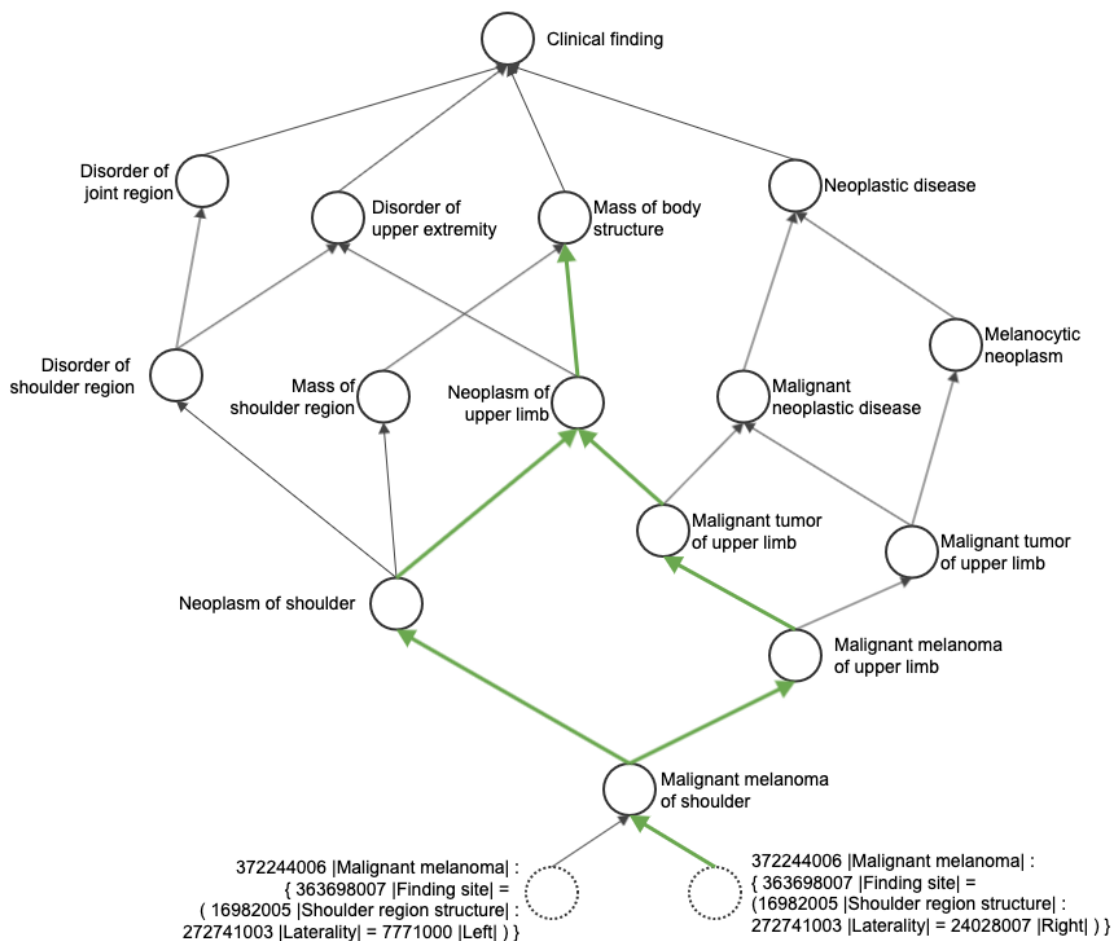 Clinical finding
Disorder of
joint region
Disorder of
upper extremity
Mass of body
structure
Neoplastic disease
Disorder of
shoulder region
Mass of
shoulder region
Neoplasm of
upper limb
Malignant
neoplastic disease
Melanocytic
neoplasm
Malignant tumor
of upper limb
Malignant tumor
of upper limb
Neoplasm of shoulder
Malignant melanoma
of upper limb
Malignant melanoma
of shoulder
372244006 |Malignant melanoma| :
{ 363698007 |Finding site| =
( 16982005 |Shoulder region structure| :
272741003 |Laterality| = 7771000 |Left| ) }
372244006 |Malignant melanoma| :
{ 363698007 |Finding site| =
(16982005 |Shoulder region structure| :
272741003 |Laterality| = 24028007 |Right| ) }